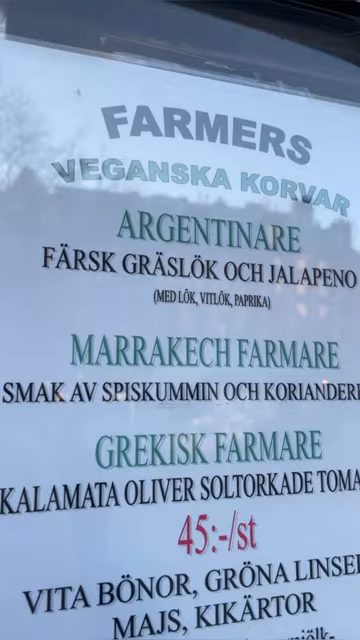 FARMERS
VEGANSKA KORVAR
ARGENTINARE
FÄRSK GRÄSLÖK OCH JALAPENO
(MED LÖK, VITLÖK, PAPRIKA)
MARRAKECH FARMARE
SMAK AV SPISKUMMIN OCH KORIANDER
GREKISK FARMARE
KALAMATA OLIVER SOLTORKADE TOMA
45:-/st
VITA BÖNOR, GRÖNA LINSE
MAJS, KIKÄRTOR